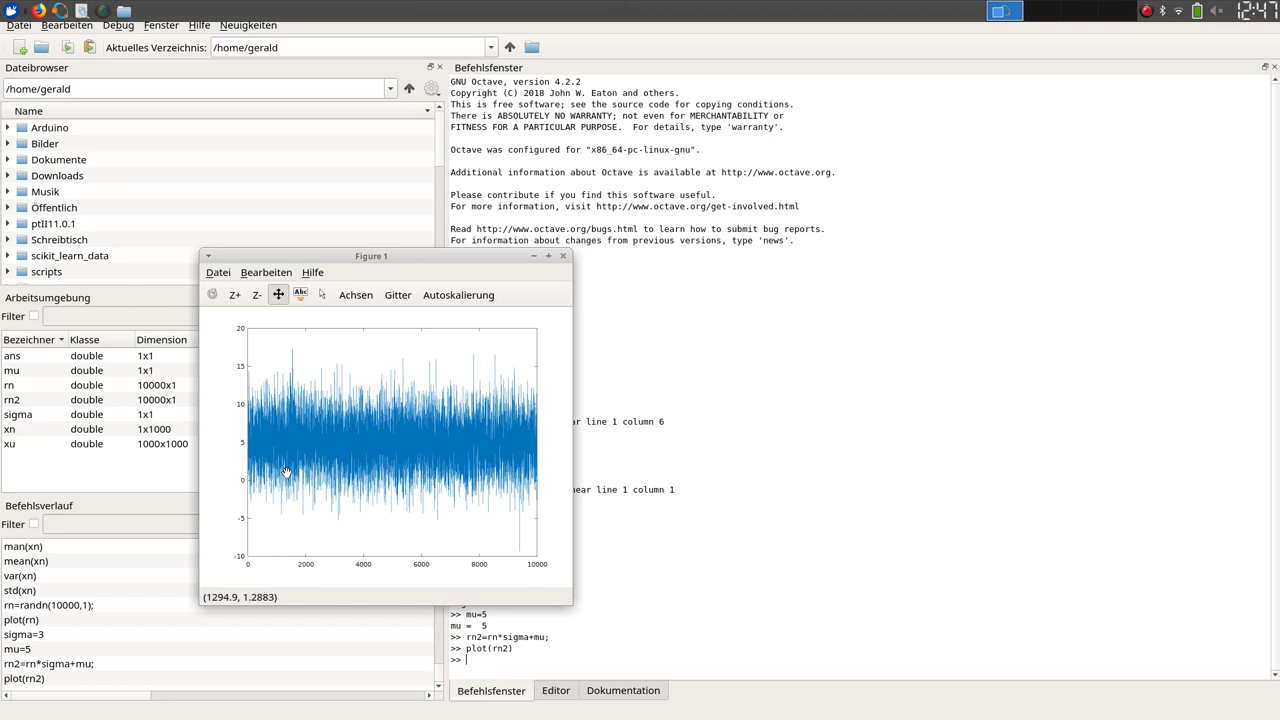 12:47
Datei Bearbeiten Debug Fenster Hilfe Neuigkeiten
Aktuelles Verzeichnis: /home/gerald
Dateibrowser
/home/gerald
Name
Arduino
Bilder
Dokumente
Downloads
Musik
Öffentlich
ptII11.0.1
Schreibtisch
scikit_learn_data
scripts
Arbeitsumgebung
Filter
Bezeichner Klasse Dimension
ans double 1x1
mu double 1x1
rn double 10000x1
rn2 double 10000x1
sigma double 1x1
xn double 1x1000
xu double 1000x1000
Befehlsverlauf
Filter
man(xn)
mean(xn)
var(xn)
std(xn)
rn=randn(10000,1);
plot(rn)
sigma=3
mu=5
rn2=rn*sigma+mu;
plot(rn2)
Figure 1
Datei Bearbeiten Hilfe
Z+ Z- Abc Achsen Gitter Autoskalierung
20
15
10
5
0
-5
-10
0 2000 4000 6000 8000 10000
(1294.9, 1.2883)
Befehlsfenster
GNU Octave, version 4.2.2
Copyright (C) 2018 John W. Eaton and others.
This is free software; see the source code for copying conditions.
There is ABSOLUTELY NO WARRANTY; not even for MERCHANTABILITY or
FITNESS FOR A PARTICULAR PURPOSE.  For details, type 'warranty'.
Octave was configured for "x86_64-pc-linux-gnu".
Additional information about Octave is available at http://www.octave.org.
Please contribute if you find this software useful.
For more information, visit http://www.octave.org/get-involved.html
Read http://www.octave.org/bugs.html to learn how to submit bug reports.
For information about changes from previous versions, type 'news'.
line 1 column 6
line 1 column 1
>> mu=5
mu =  5
>> rn2=rn*sigma+mu;
>> plot(rn2)
>>
Befehlsfenster Editor Dokumentation